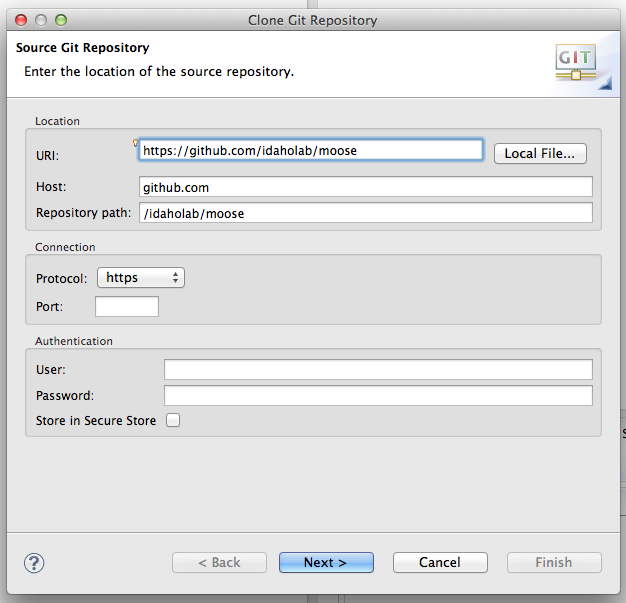 Clone Git Repository
Source Git Repository
Enter the location of the source repository.
GIT
Location
URI: https://github.com/idaholab/moose Local File...
Host: github.com
Repository path: /idaholab/moose
Connection
Protocol: https
Port:
Authentication
User:
Password:
Store in Secure Store
? < Back Next > Cancel Finish